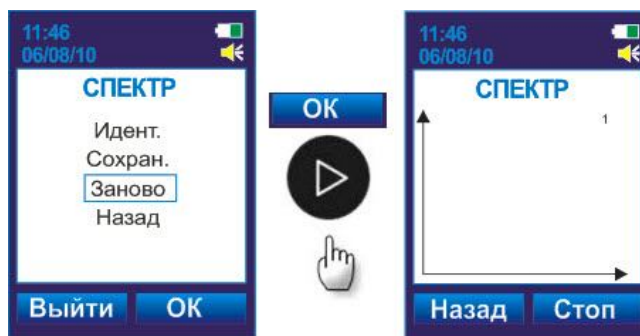 11:46
06/08/10
СПЕКТР
Идент.
Сохран.
Заново
Назад
Выйти ОК
ОК
11:46
06/08/10
СПЕКТР
1
Назад Стоп